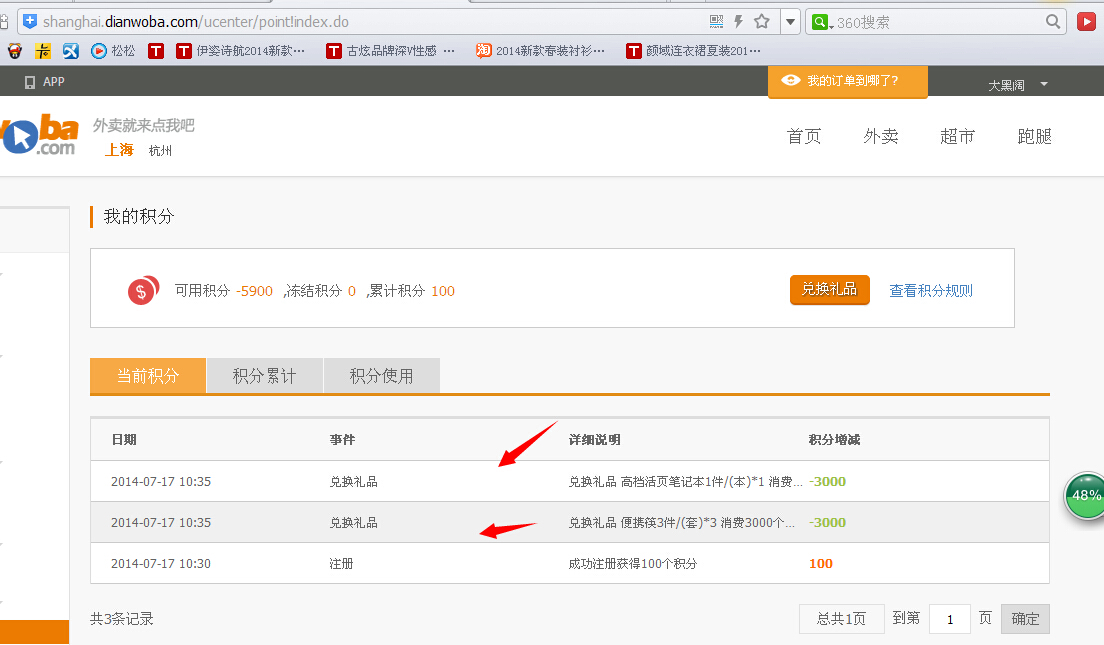 shanghai.dianwoba.com/ucenter/point!index.do
360搜索
松松
伊姿诗航2014新款…
古炫品牌深V性感 …
2014新款春装衬衫…
颜域连衣裙夏装201…
APP
我的订单到哪了?
大黑阔
woba
.com
外卖就来点我吧
上海 杭州
首页 外卖 超市 跑腿
我的积分
可用积分 -5900 ,冻结积分 0 ,累计积分 100
兑换礼品
查看积分规则
当前积分 积分累计 积分使用
日期 事件 详细说明 积分增减
2014-07-17 10:35 兑换礼品 兑换礼品 高档活页笔记本1件/(本)*1 消费... -3000
2014-07-17 10:35 兑换礼品 兑换礼品 便携筷3件/(套)*3 消费3000个... -3000
2014-07-17 10:30 注册 成功注册获得100个积分 100
48%
共3条记录
总共1页 到第 1 页 确定